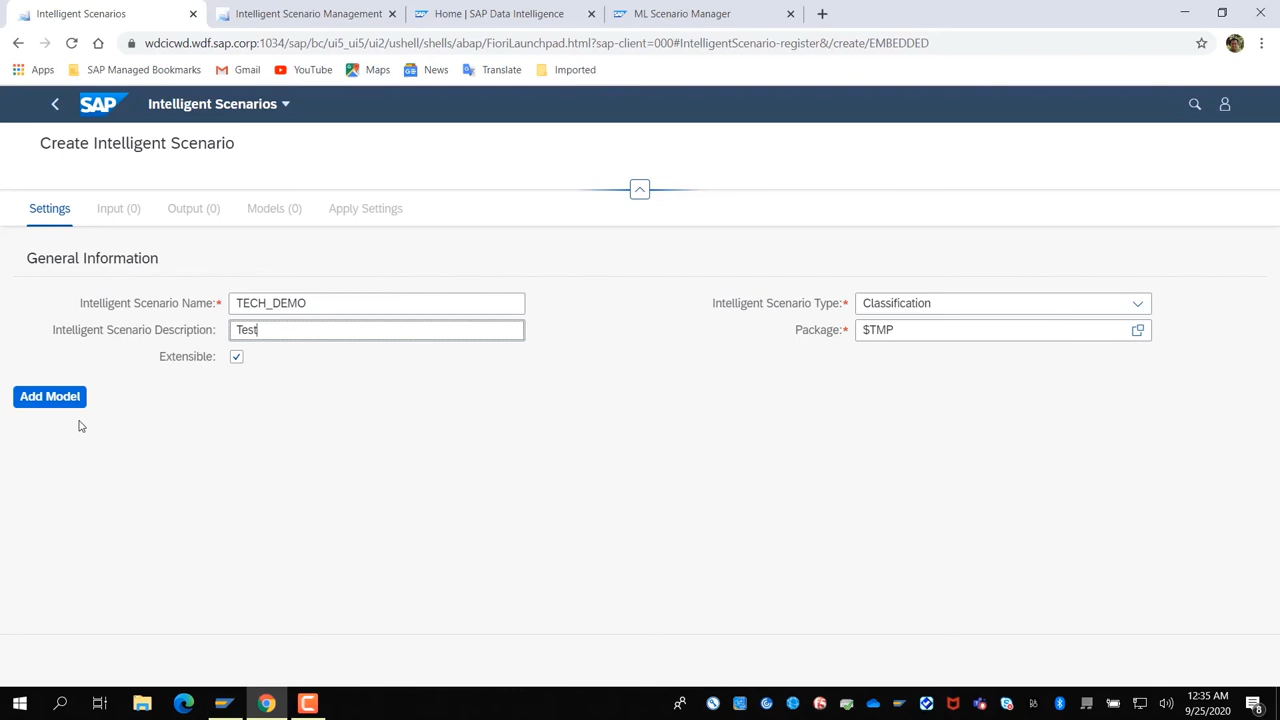 Intelligent Scenarios
Intelligent Scenario Management
Home | SAP Data Intelligence
ML Scenario Manager
wdcicwd.wdf.sap.corp:1034/sap/bc/ui5_ui5/ui2/ushell/shells/abap/FioriLaunchpad.html?sap-client=000#IntelligentScenario-register&/create/EMBEDDED
Apps
SAP Managed Bookmarks
Gmail
YouTube
Maps
News
Translate
Imported
SAP
Intelligent Scenarios
Create Intelligent Scenario
Settings
Input (0)
Output (0)
Models (0)
Apply Settings
General Information
Intelligent Scenario Name:* TECH_DEMO
Intelligent Scenario Type:* Classification
Intelligent Scenario Description: Test
Package:* $TMP
Extensible:
Add Model
12:35 AM
9/25/2020
8